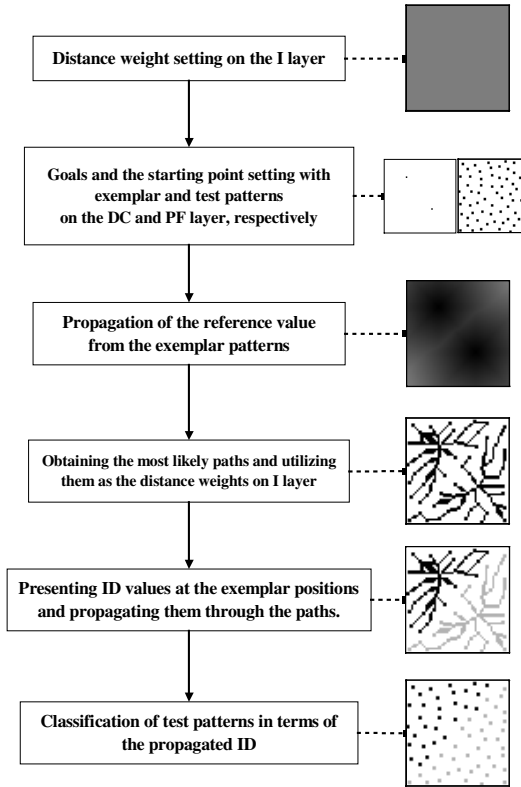 Distance weight setting on the I layer
Goals and the starting point setting with
exemplar and test patterns
on the DC and PF layer, respectively
Propagation of the reference value
from the exemplar patterns
Obtaining the most likely paths and utilizing
them as the distance weights on I layer
Presenting ID values at the exemplar positions
and propagating them through the paths.
Classification of test patterns in terms of
the propagated ID